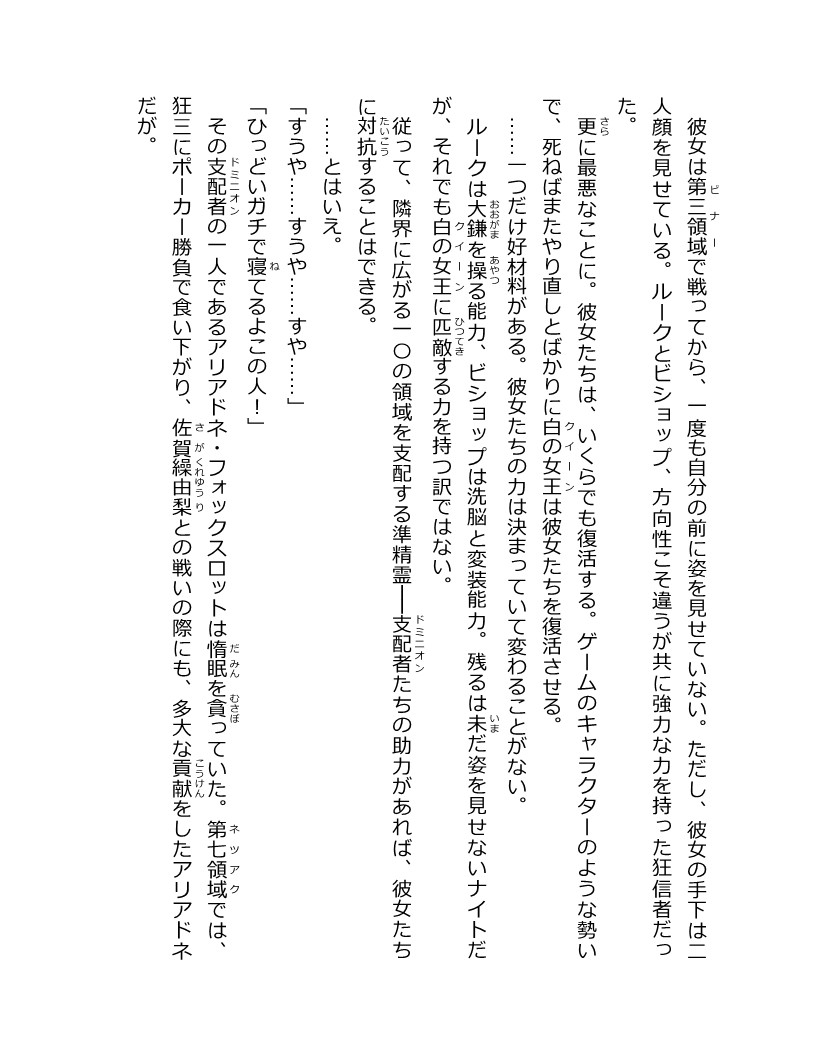 彼女は第三領域で戦ってから、一度も自分の前に姿を見せていない。ただし、彼女の手下は二
人顔を見せている。ルークとビショップ、方向性こそ違うが共に強力な力を持った狂信者だっ
た。
更に最悪なことに。彼女たちは、いくらでも復活する。ゲームのキャラクターのような勢い
で、死ねばまたやり直しとばかりに白の女王は彼女たちを復活させる。
……一つだけ好材料がある。彼女たちの力は決まっていて変わることがない。
ルークは大鎌を操る能力、ビショップは洗脳と変装能力。残るは未だ姿を見せないナイトだ
が、それでも白の女王に匹敵する力を持つ訳ではない。
従って、隣界に広がる一〇の領域を支配する準精霊──支配者たちの助力があれば、彼女たち
に対抗することはできる。
……とはいえ。
「すうや……すうや……すや……」
「ひっどいガチで寝てるよこの人！」
その支配者の一人であるアリアドネ・フォックスロットは惰眠を貪っていた。第七領域では、
狂三にポーカー勝負で食い下がり、佐賀繰由梨との戦いの際にも、多大な貢献をしたアリアドネ
だが。